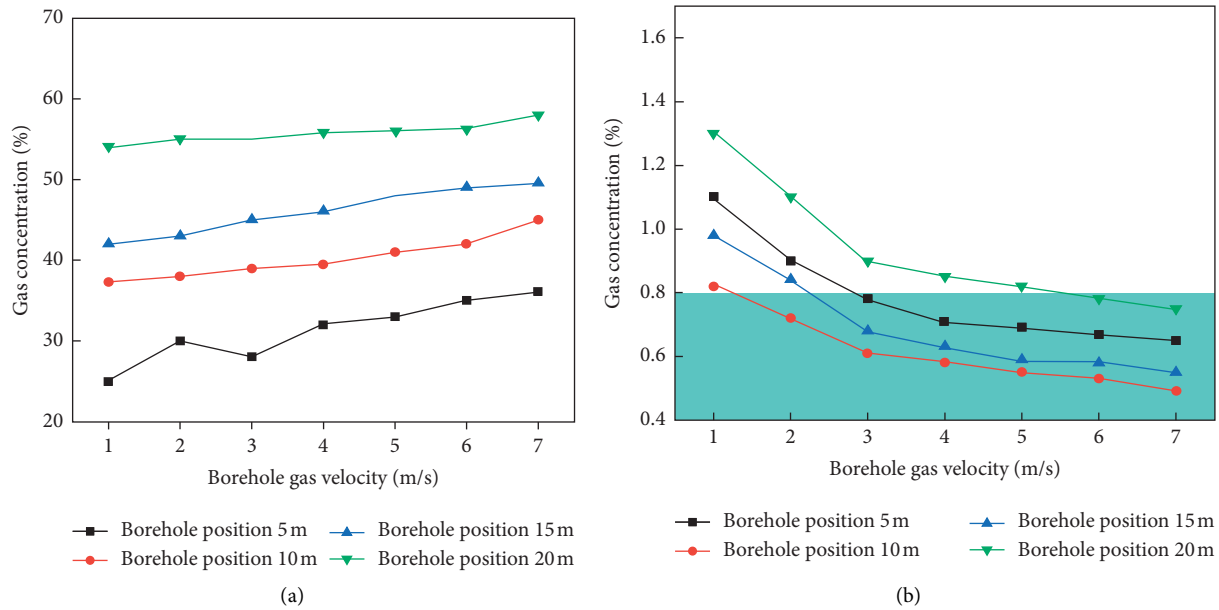 70
60
50
40
30
20
Gas concentration (%)
1 2 3 4 5 6 7
Borehole gas velocity (m/s)
Borehole position 5 m
Borehole position 15 m
Borehole position 10 m
Borehole position 20 m
(a)
1.6
1.4
1.2
1.0
0.8
0.6
0.4
Gas concentration (%)
1 2 3 4 5 6 7
Borehole gas velocity (m/s)
Borehole position 5 m
Borehole position 15 m
Borehole position 10 m
Borehole position 20 m
(b)